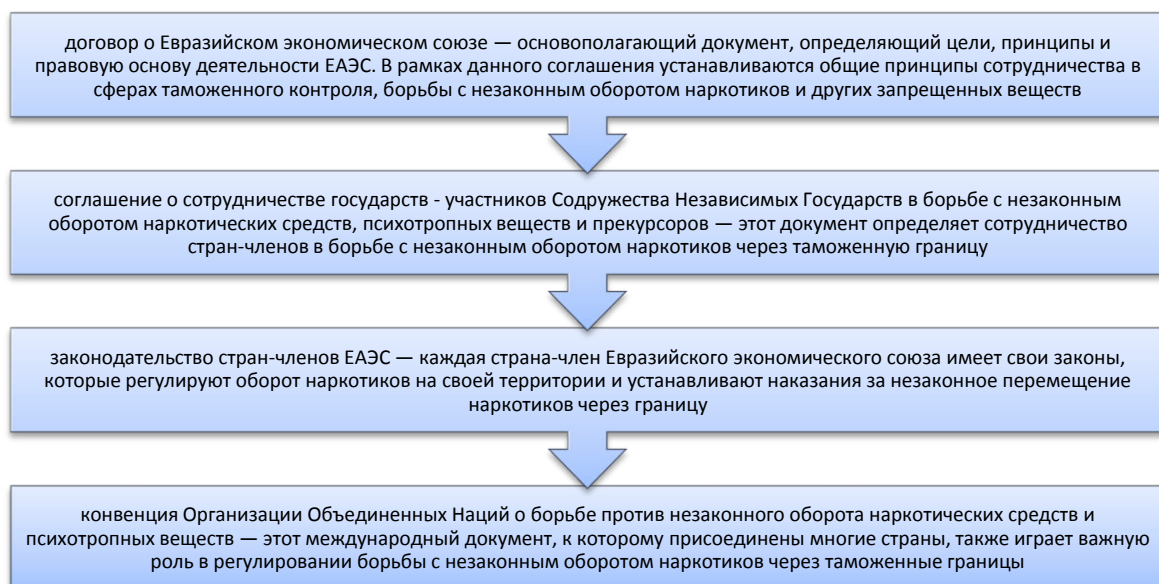 договор о Евразийском экономическом союзе — основополагающий документ, определяющий цели, принципы и
правовую основу деятельности ЕАЭС. В рамках данного соглашения устанавливаются общие принципы сотрудничества в
сферах таможенного контроля, борьбы с незаконным оборотом наркотиков и других запрещенных веществ
соглашение о сотрудничестве государств - участников Содружества Независимых Государств в борьбе с незаконным
оборотом наркотических средств, психотропных веществ и прекурсоров — этот документ определяет сотрудничество
стран-членов в борьбе с незаконным оборотом наркотиков через таможенную границу
законодательство стран-членов ЕАЭС — каждая страна-член Евразийского экономического союза имеет свои законы,
которые регулируют оборот наркотиков на своей территории и устанавливают наказания за незаконное перемещение
наркотиков через границу
конвенция Организации Объединенных Наций о борьбе против незаконного оборота наркотических средств и
психотропных веществ — этот международный документ, к которому присоединены многие страны, также играет важную
роль в регулировании борьбы с незаконным оборотом наркотиков через таможенные границы